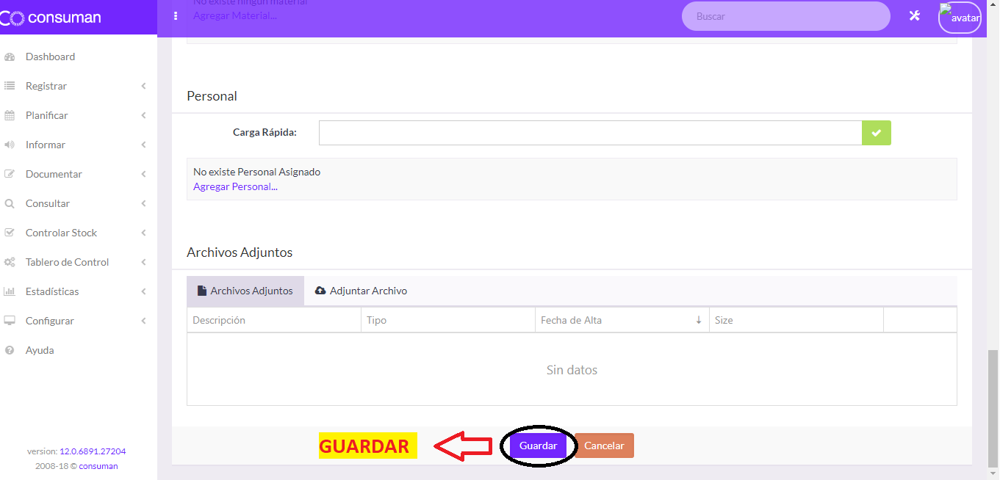 No existe ningún material
Agregar Material...
consuman
Buscar
avatar
Dashboard
Registrar
Planificar
Informar
Documentar
Consultar
Controlar Stock
Tablero de Control
Estadísticas
Configurar
Ayuda
version: 12.0.6891.27204
2008-18 © consuman
Personal
Carga Rápida:
No existe Personal Asignado
Agregar Personal...
Archivos Adjuntos
Archivos Adjuntos Adjuntar Archivo
Descripción Tipo Fecha de Alta Size
Sin datos
GUARDAR Guardar Cancelar